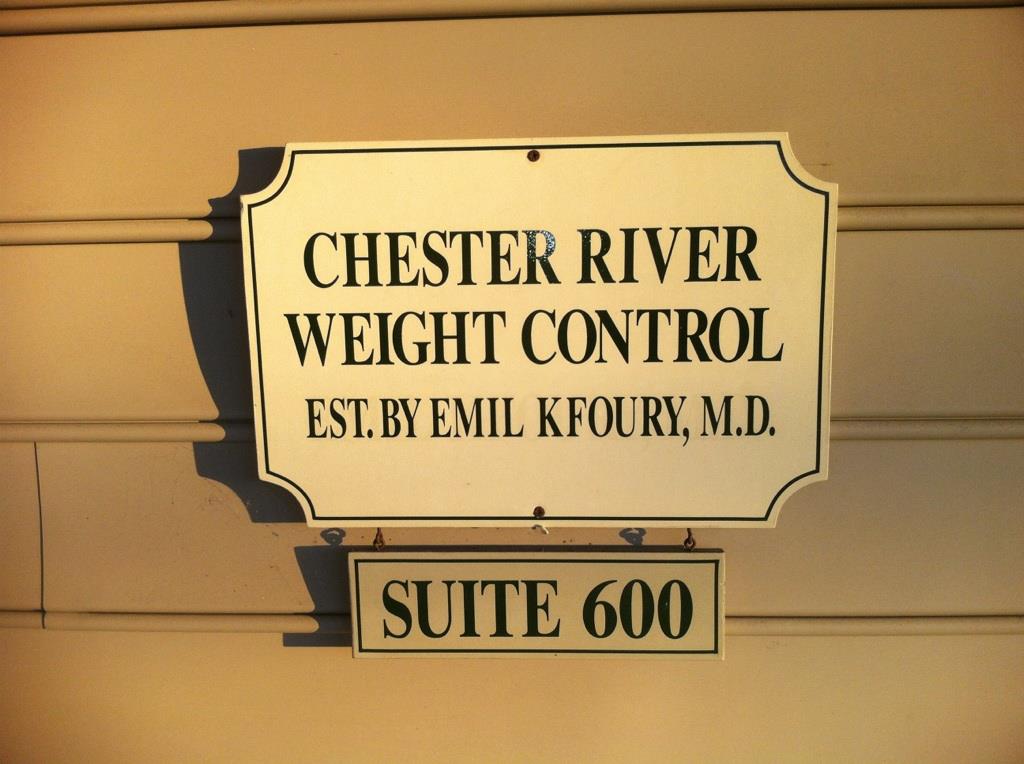 CHESTER RIVER
WEIGHT CONTROL
EST. BY EMIL KFOURY, M.D.
SUITE 600